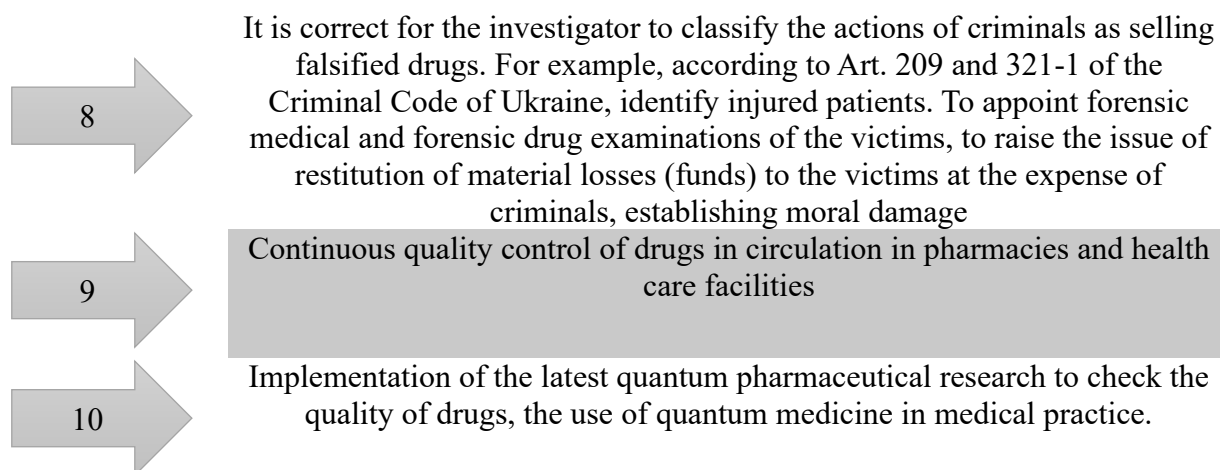 It is correct for the investigator to classify the actions of criminals as selling
falsified drugs. For example, according to Art. 209 and 321-1 of the
Criminal Code of Ukraine, identify injured patients. To appoint forensic
8
medical and forensic drug examinations of the victims, to raise the issue of
restitution of material losses (funds) to the victims at the expense of
criminals, establishing moral damage
Continuous quality control of drugs in circulation in pharmacies and health
9
care facilities
Implementation of the latest quantum pharmaceutical research to check the
10
quality of drugs, the use of quantum medicine in medical practice.